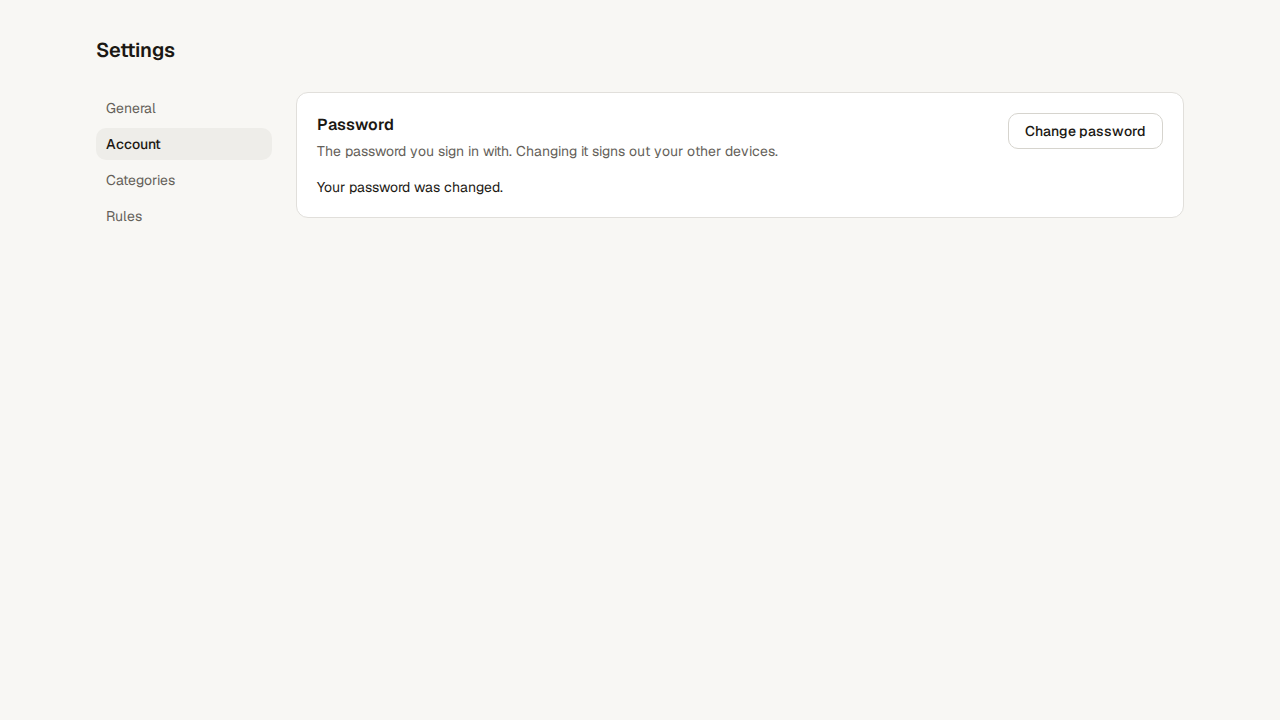 Settings
General
Account
Categories
Rules
Password
The password you sign in with. Changing it signs out your other devices.
Your password was changed.
Change password